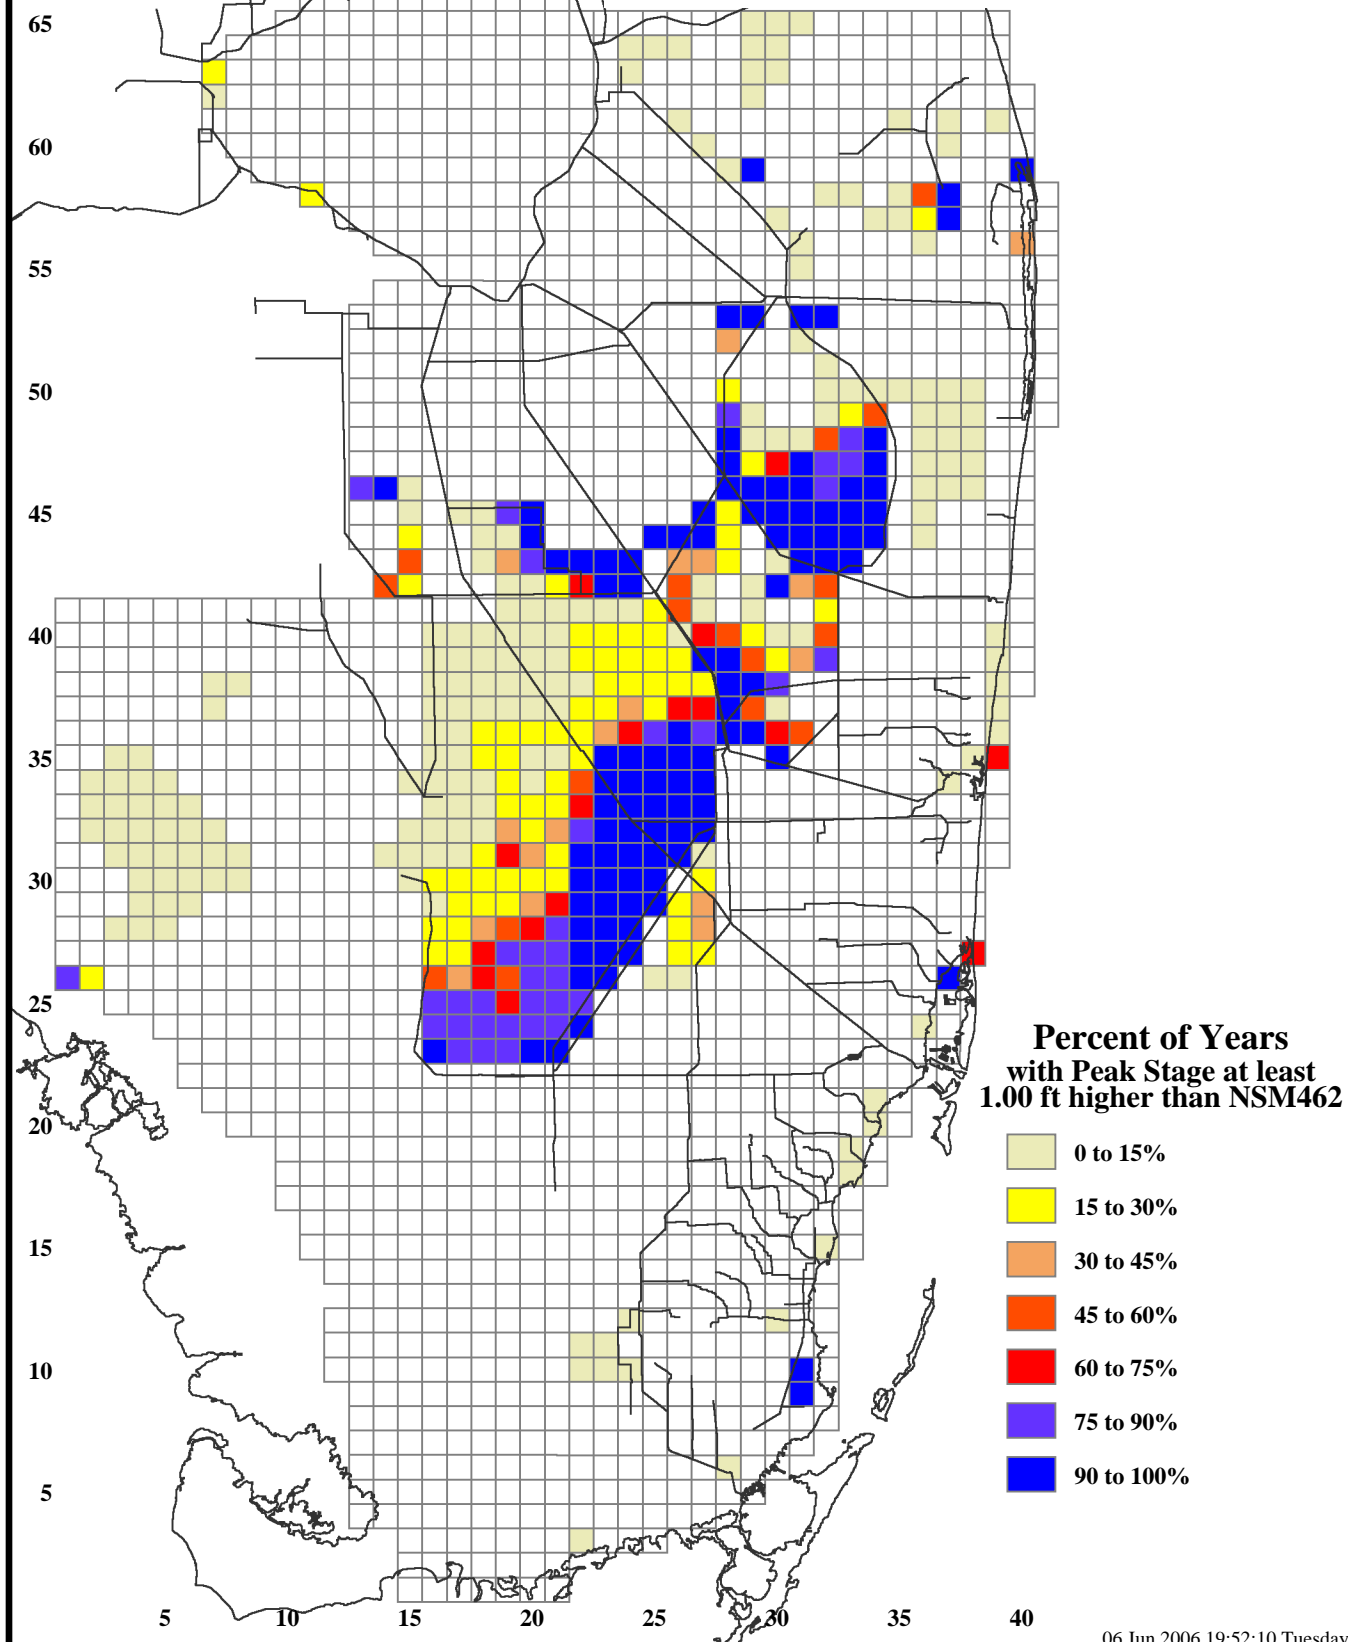 65
60
55
50
45
40
35
30
25
20
15
10
5
Percent of Years
with Peak Stage at least
1.00 ft higher than NSM462
0 to 15%
15 to 30%
30 to 45%
45 to 60%
60 to 75%
75 to 90%
90 to 100%
5 10 15 20 25 30 35 40
06 Jun 2006 19:52:10 Tuesday